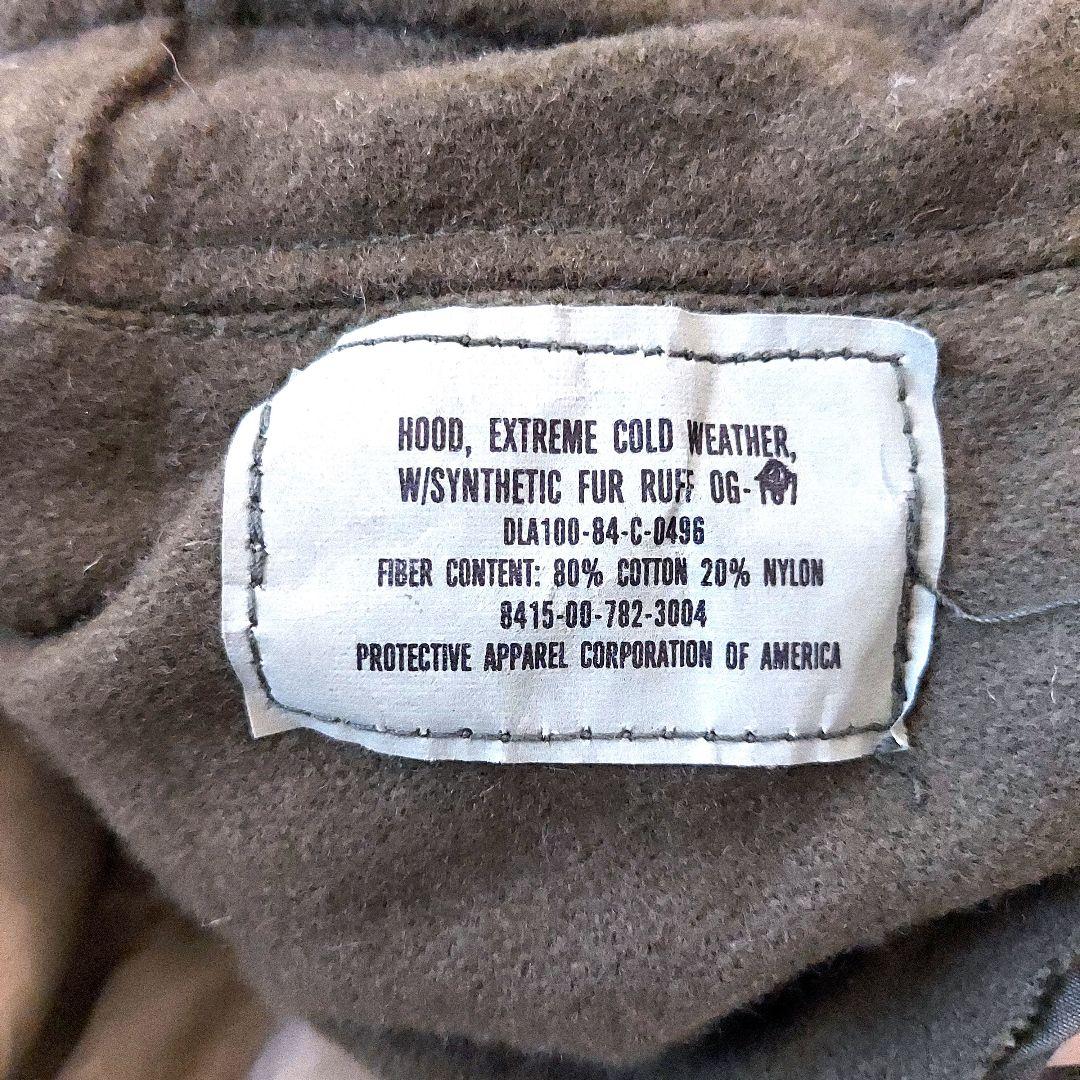 HOOD, EXTREME COLD WEATHER,
W/SYNTHETIC FUR RUFF OG-
DLA100-84-C-0496
FIBER CONTENT: 80% COTTON 20% NYLON
8415-00-782-3004
PROTECTIVE APPAREL CORPORATION OF AMERICA